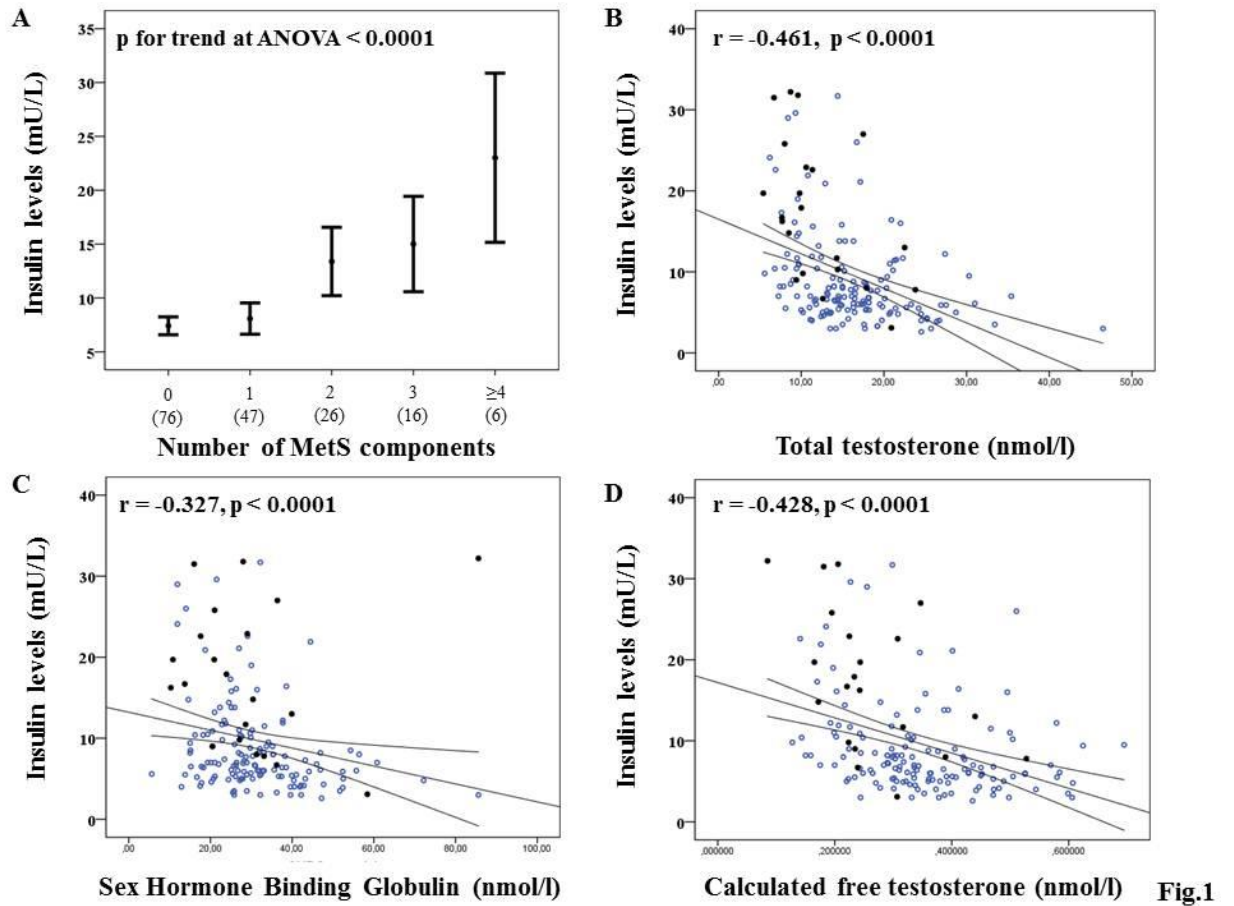 A
p for trend at ANOVA < 0.0001
Insulin levels (mU/L)
35
30
25
20
15
10
5
0 1 2 3 ≥4
(76) (47) (26) (16) (6)
Number of MetS components
B
r = -0.461, p < 0.0001
Insulin levels (mU/L)
40
30
20
10
0
,00 10,00 20,00 30,00 40,00 50,00
Total testosterone (nmol/l)
C
r = -0.327, p < 0.0001
Insulin levels (mU/L)
40
30
20
10
0
,00 20,00 40,00 60,00 80,00 100,00
Sex Hormone Binding Globulin (nmol/l)
D
r = -0.428, p < 0.0001
Insulin levels (mU/L)
40
30
20
10
0
,000000 ,200000 ,400000 ,600000
Calculated free testosterone (nmol/l)
Fig.1